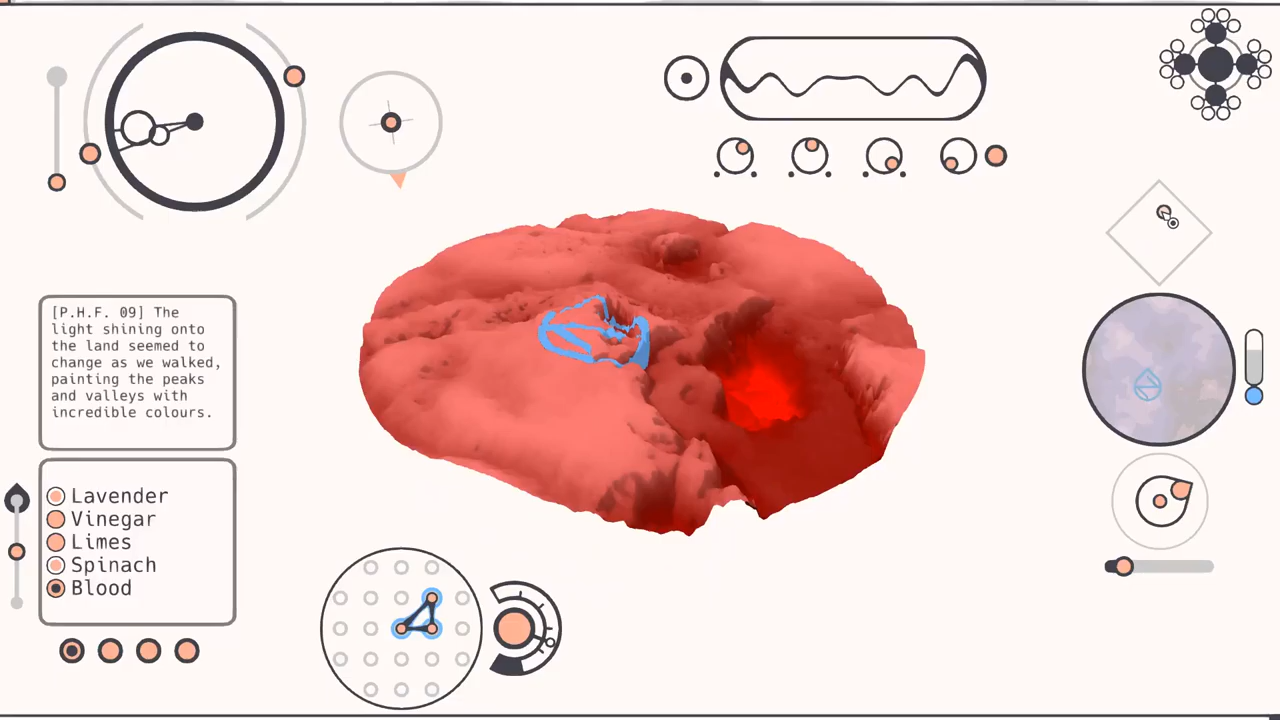 [P.H.F. 09] The
light shining onto
the land seemed to
change as we walked,
painting the peaks
and valleys with
incredible colours.
Lavender
Vinegar
Limes
Spinach
Blood